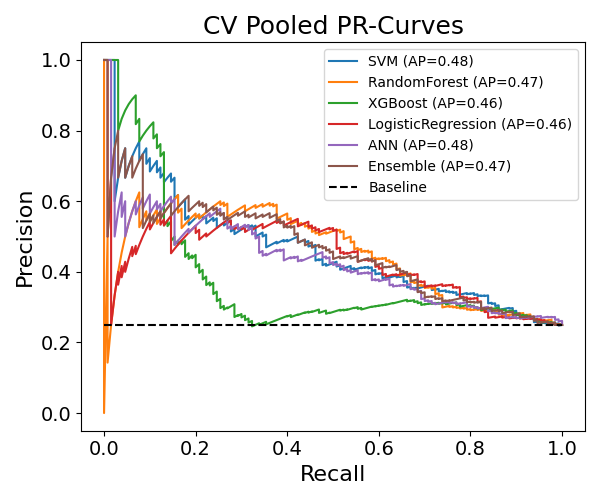 CV Pooled PR-Curves
SVM (AP=0.48)
RandomForest (AP=0.47)
XGBoost (AP=0.46)
LogisticRegression (AP=0.46)
ANN (AP=0.48)
Ensemble (AP=0.47)
Baseline
Precision
1.0
0.8
0.6
0.4
0.2
0.0
0.0 0.2 0.4 0.6 0.8 1.0
Recall